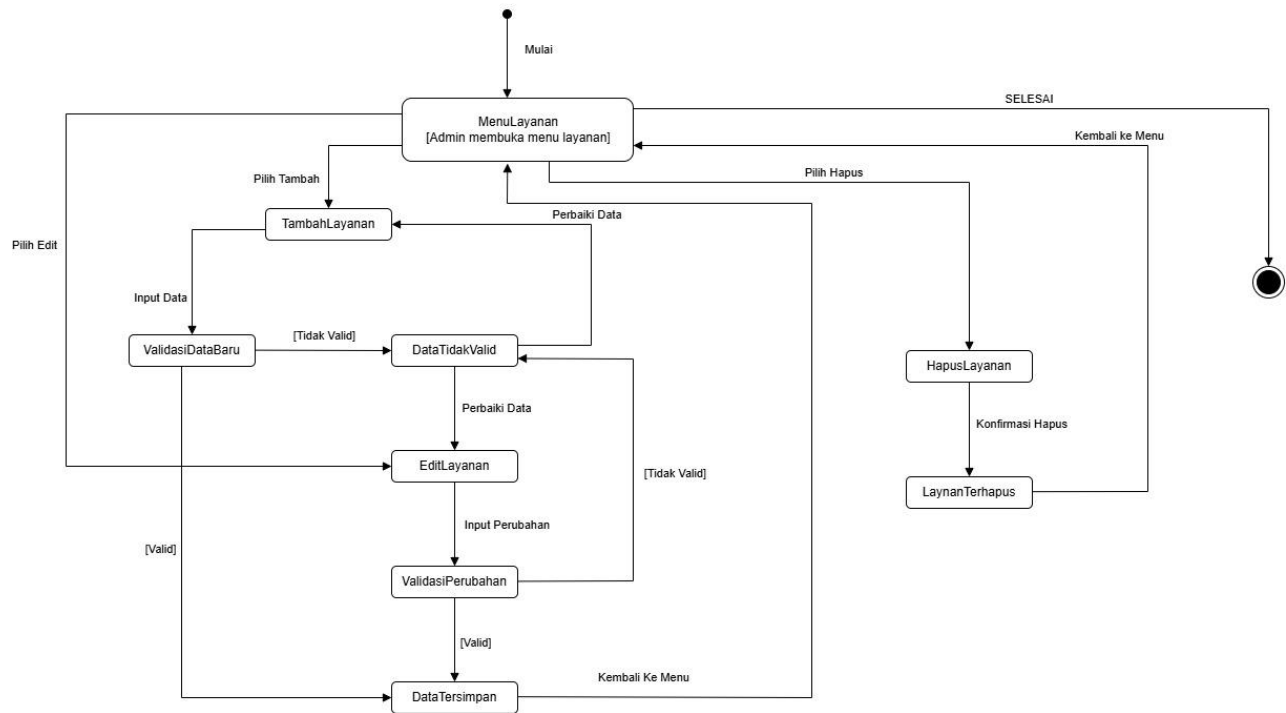 Mulai
SELESAI
MenuLayanan
[Admin membuka menu layanan]
Kembali ke Menu
Pilih Tambah
Pilih Hapus
TambahLayanan
Perbaiki Data
Pilih Edit
Input Data
[Tidak Valid]
ValidasiDataBaru
DataTidakValid
HapusLayanan
Perbaiki Data
Konfirmasi Hapus
EditLayanan
[Tidak Valid]
LaynanTerhapus
Input Perubahan
[Valid]
ValidasiPerubahan
[Valid]
Kembali Ke Menu
DataTersimpan